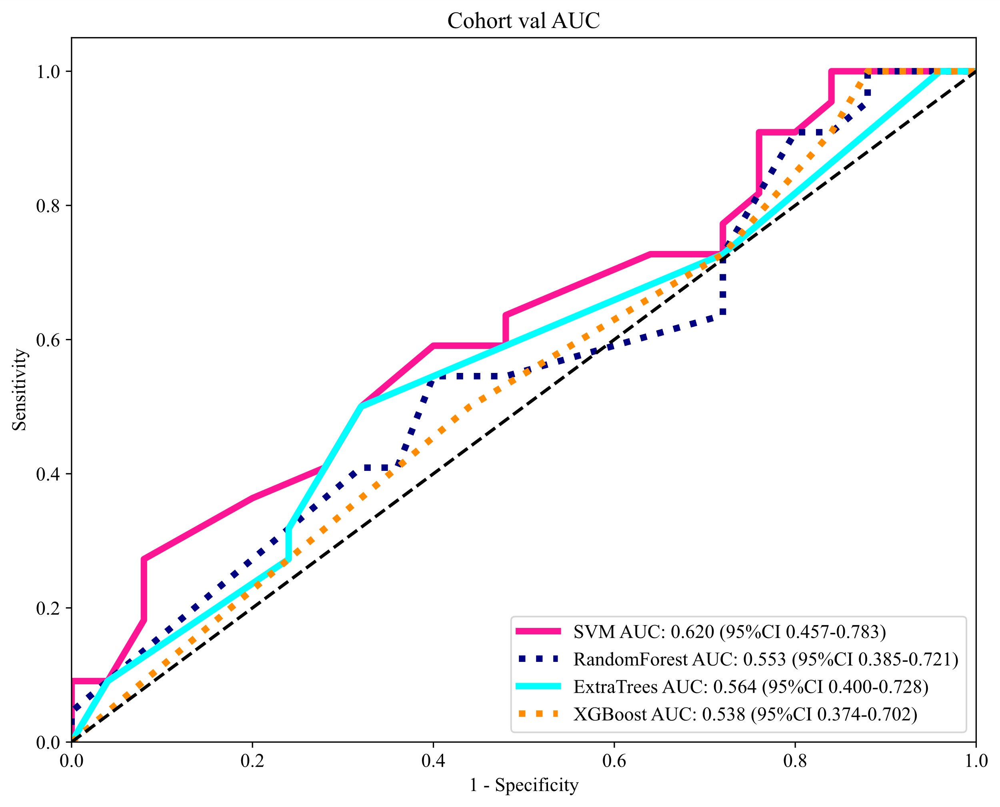 Cohort val AUC
1.0
0.8
0.6
0.4
0.2
0.0
Sensitivity
SVM AUC: 0.620 (95%CI 0.457-0.783)
RandomForest AUC: 0.553 (95%CI 0.385-0.721)
ExtraTrees AUC: 0.564 (95%CI 0.400-0.728)
XGBoost AUC: 0.538 (95%CI 0.374-0.702)
0.0 0.2 0.4 0.6 0.8 1.0
1 - Specificity